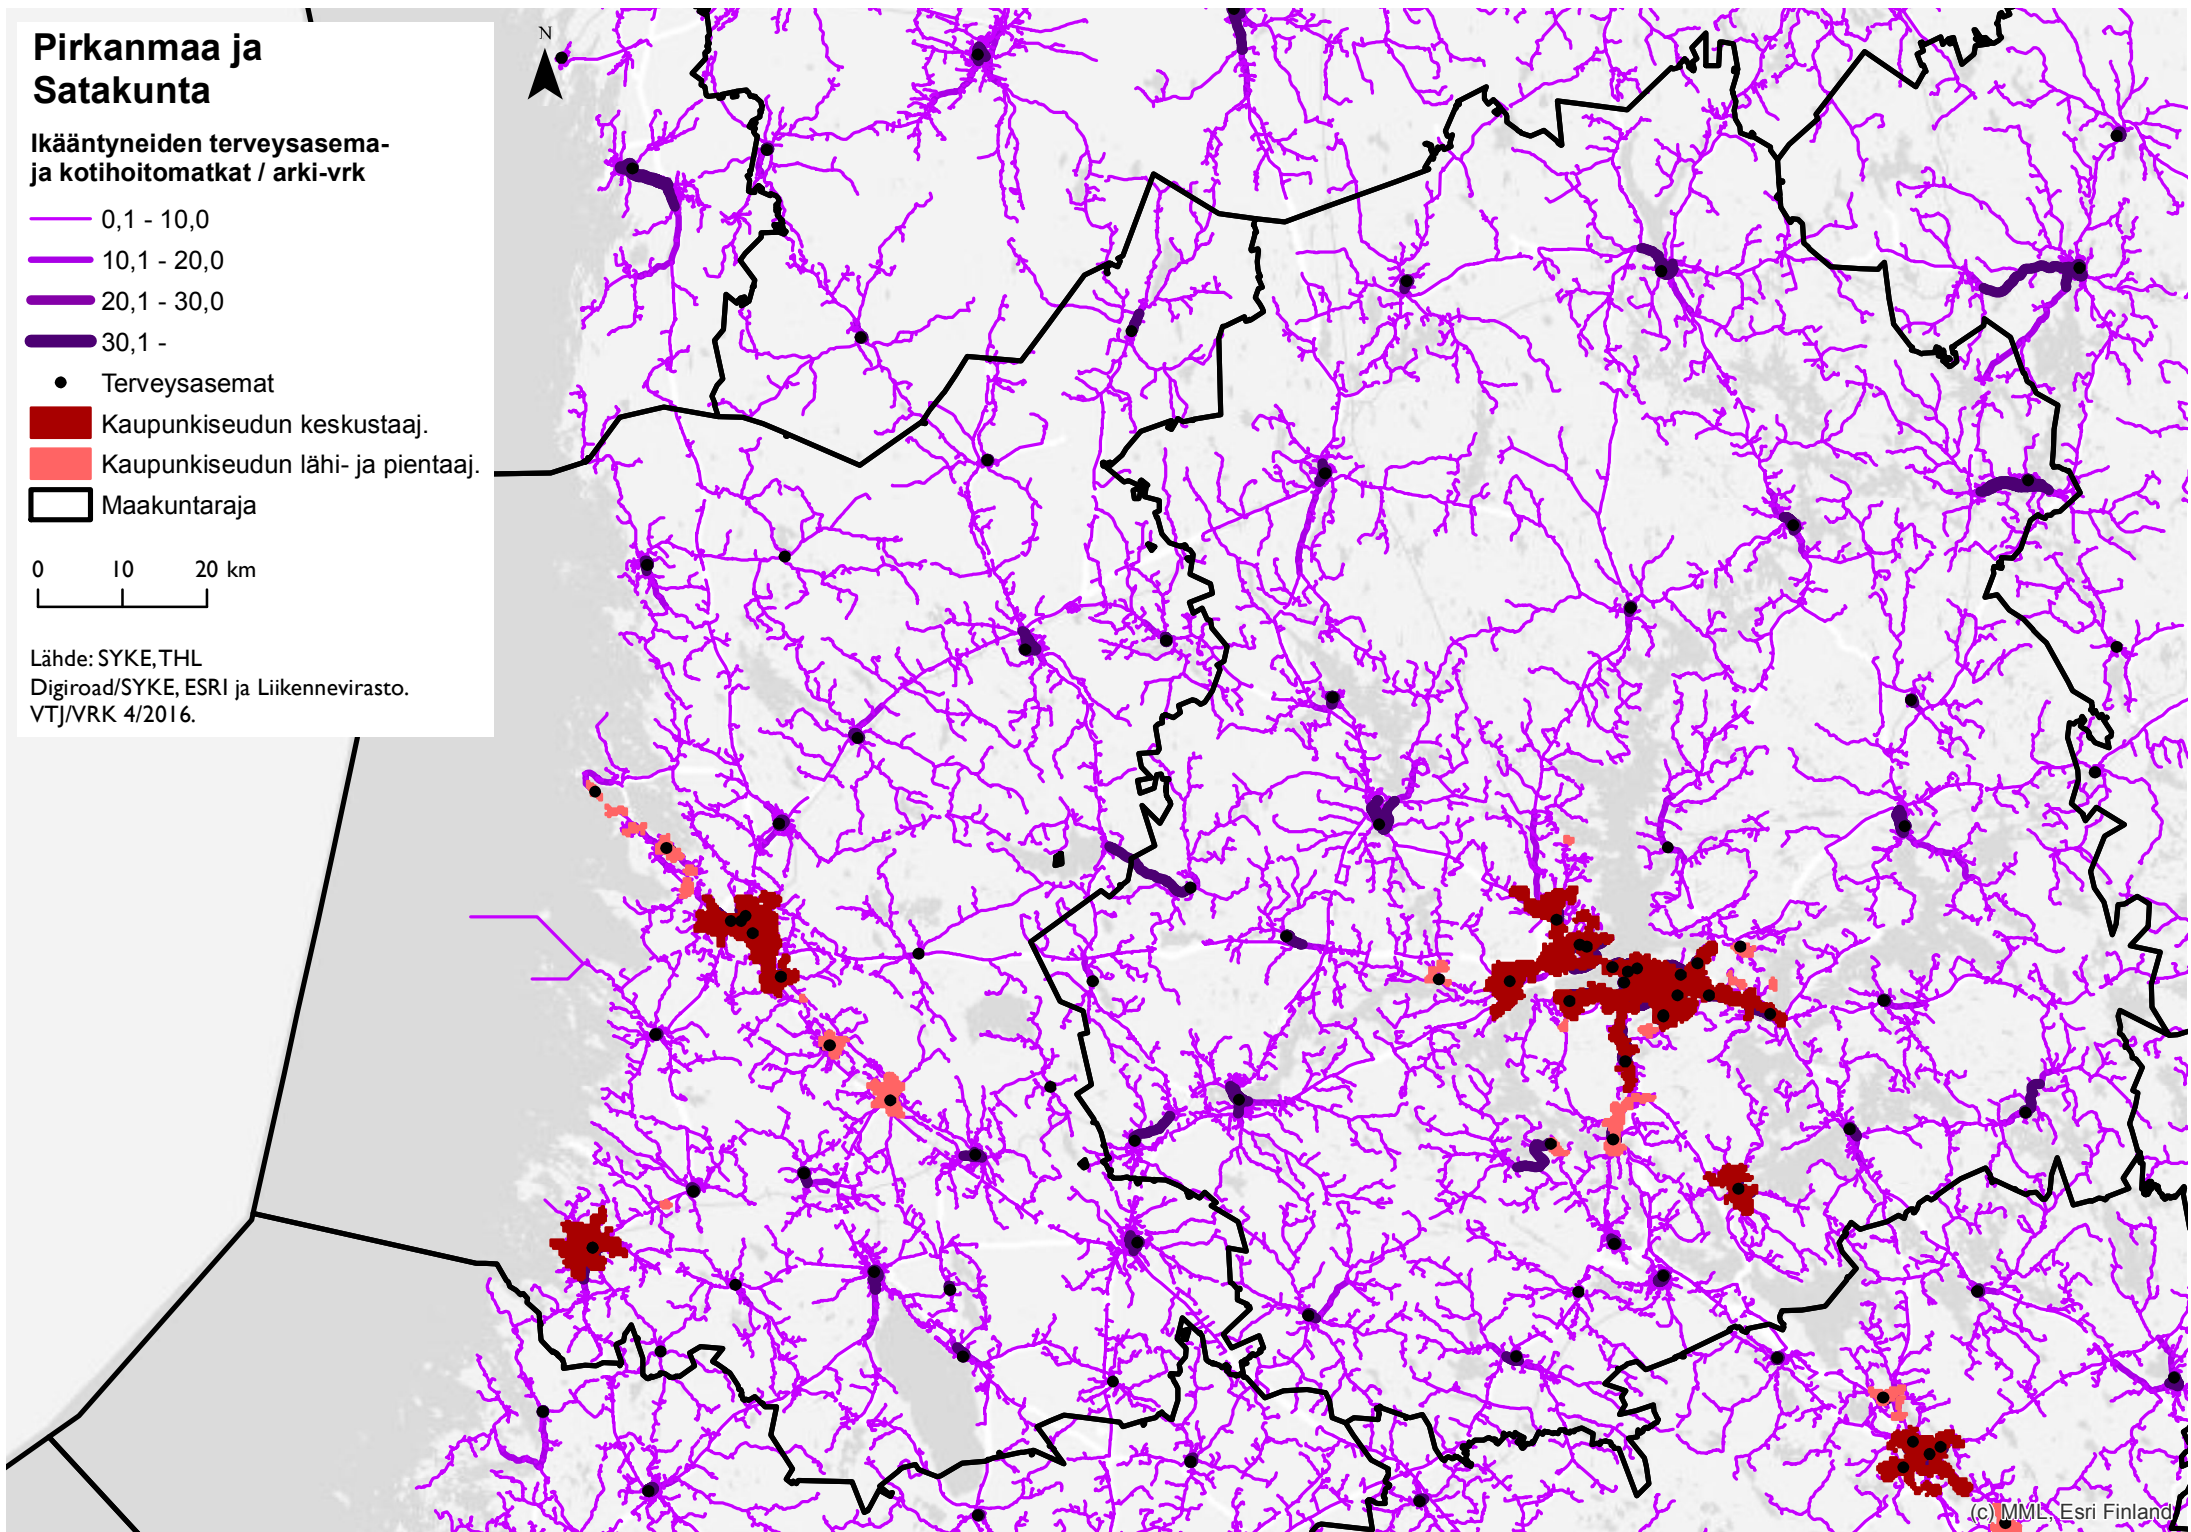 Pirkanmaa ja
Satakunta
Ikääntyneiden terveysasema-
ja kotihoitomatkat / arki-vrk
0,1 - 10,0
10,1 - 20,0
20,1 - 30,0
30,1 -
Terveysasemat
Kaupunkiseudun keskustaaj.
Kaupunkiseudun lähi- ja pientaaj.
Maakuntaraja
0 10 20 km
Lähde: SYKE, THL
Digiroad/SYKE, ESRI ja Liikennevirasto.
VTJ/VRK 4/2016.
N
(c) MML, Esri Finland